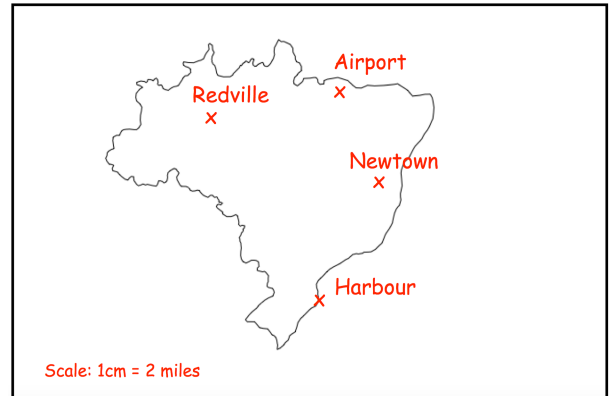 Airport
Redville
x
x
Newtown
x
Harbour
x
Scale: 1cm = 2 miles